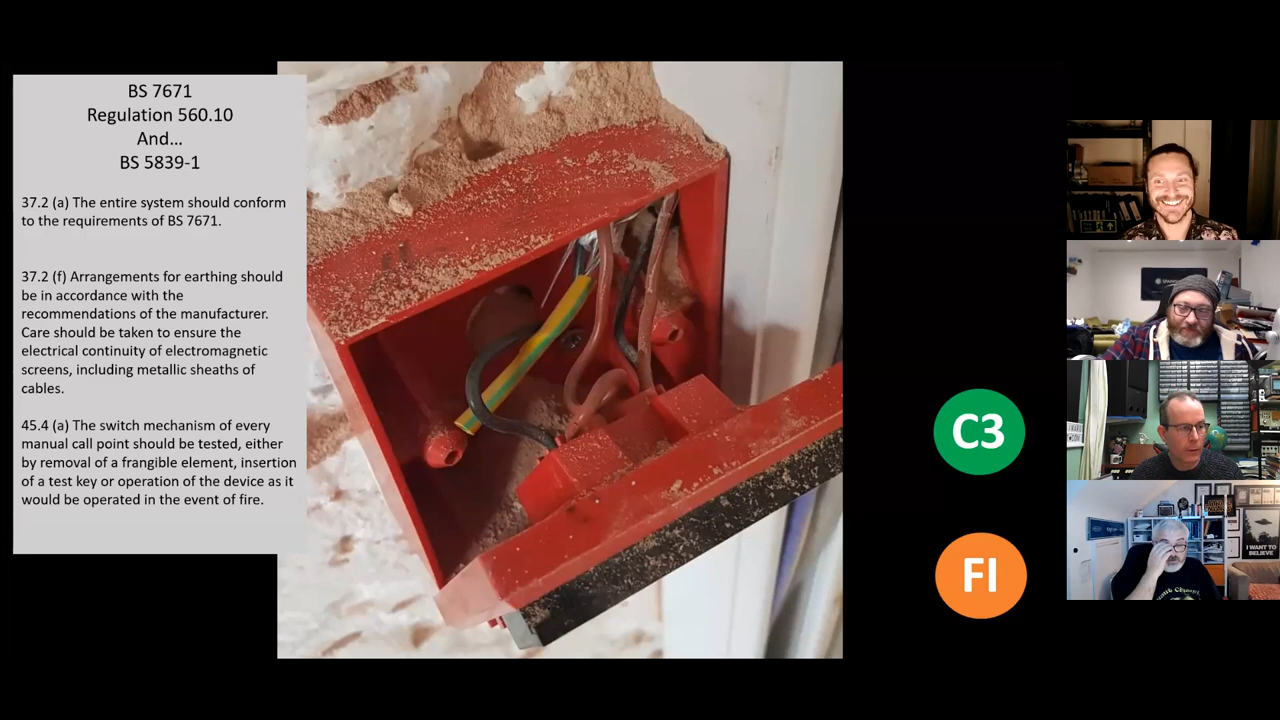 BS 7671
Regulation 560.10
And...
BS 5839-1
37.2 (a) The entire system should conform
to the requirements of BS 7671.
37.2 (f) Arrangements for earthing should
be in accordance with the
recommendations of the manufacturer.
Care should be taken to ensure the
electrical continuity of electromagnetic
screens, including metallic sheaths of
cables.
45.4 (a) The switch mechanism of every
manual call point should be tested, either
by removal of a frangible element, insertion
of a test key or operation of the device as it
would be operated in the event of fire.
C3
FI
I WANT TO
BELIEVE